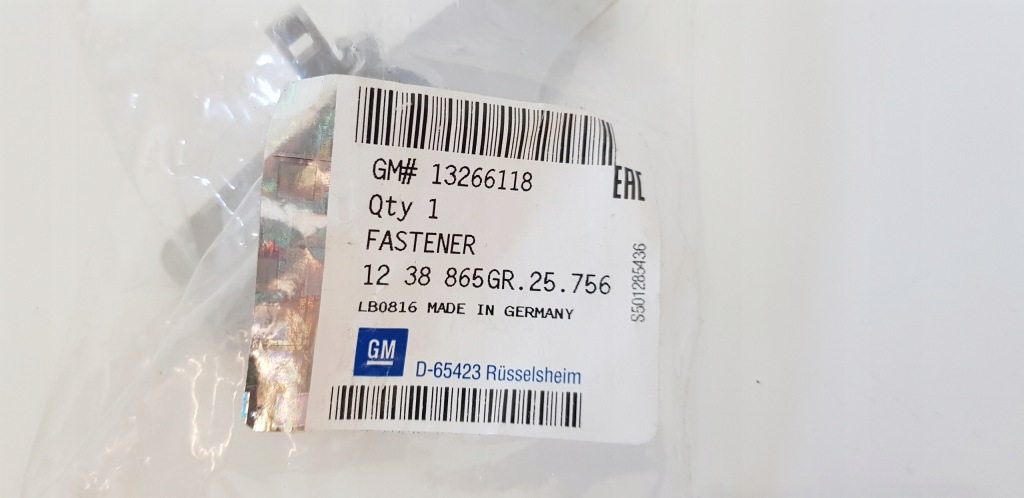 GM# 13266118
EAC
Qty 1
FASTENER
12 38 865GR.25.756
LB0816 MADE IN GERMANY
S501285436
GM
D-65423 Rüsselsheim